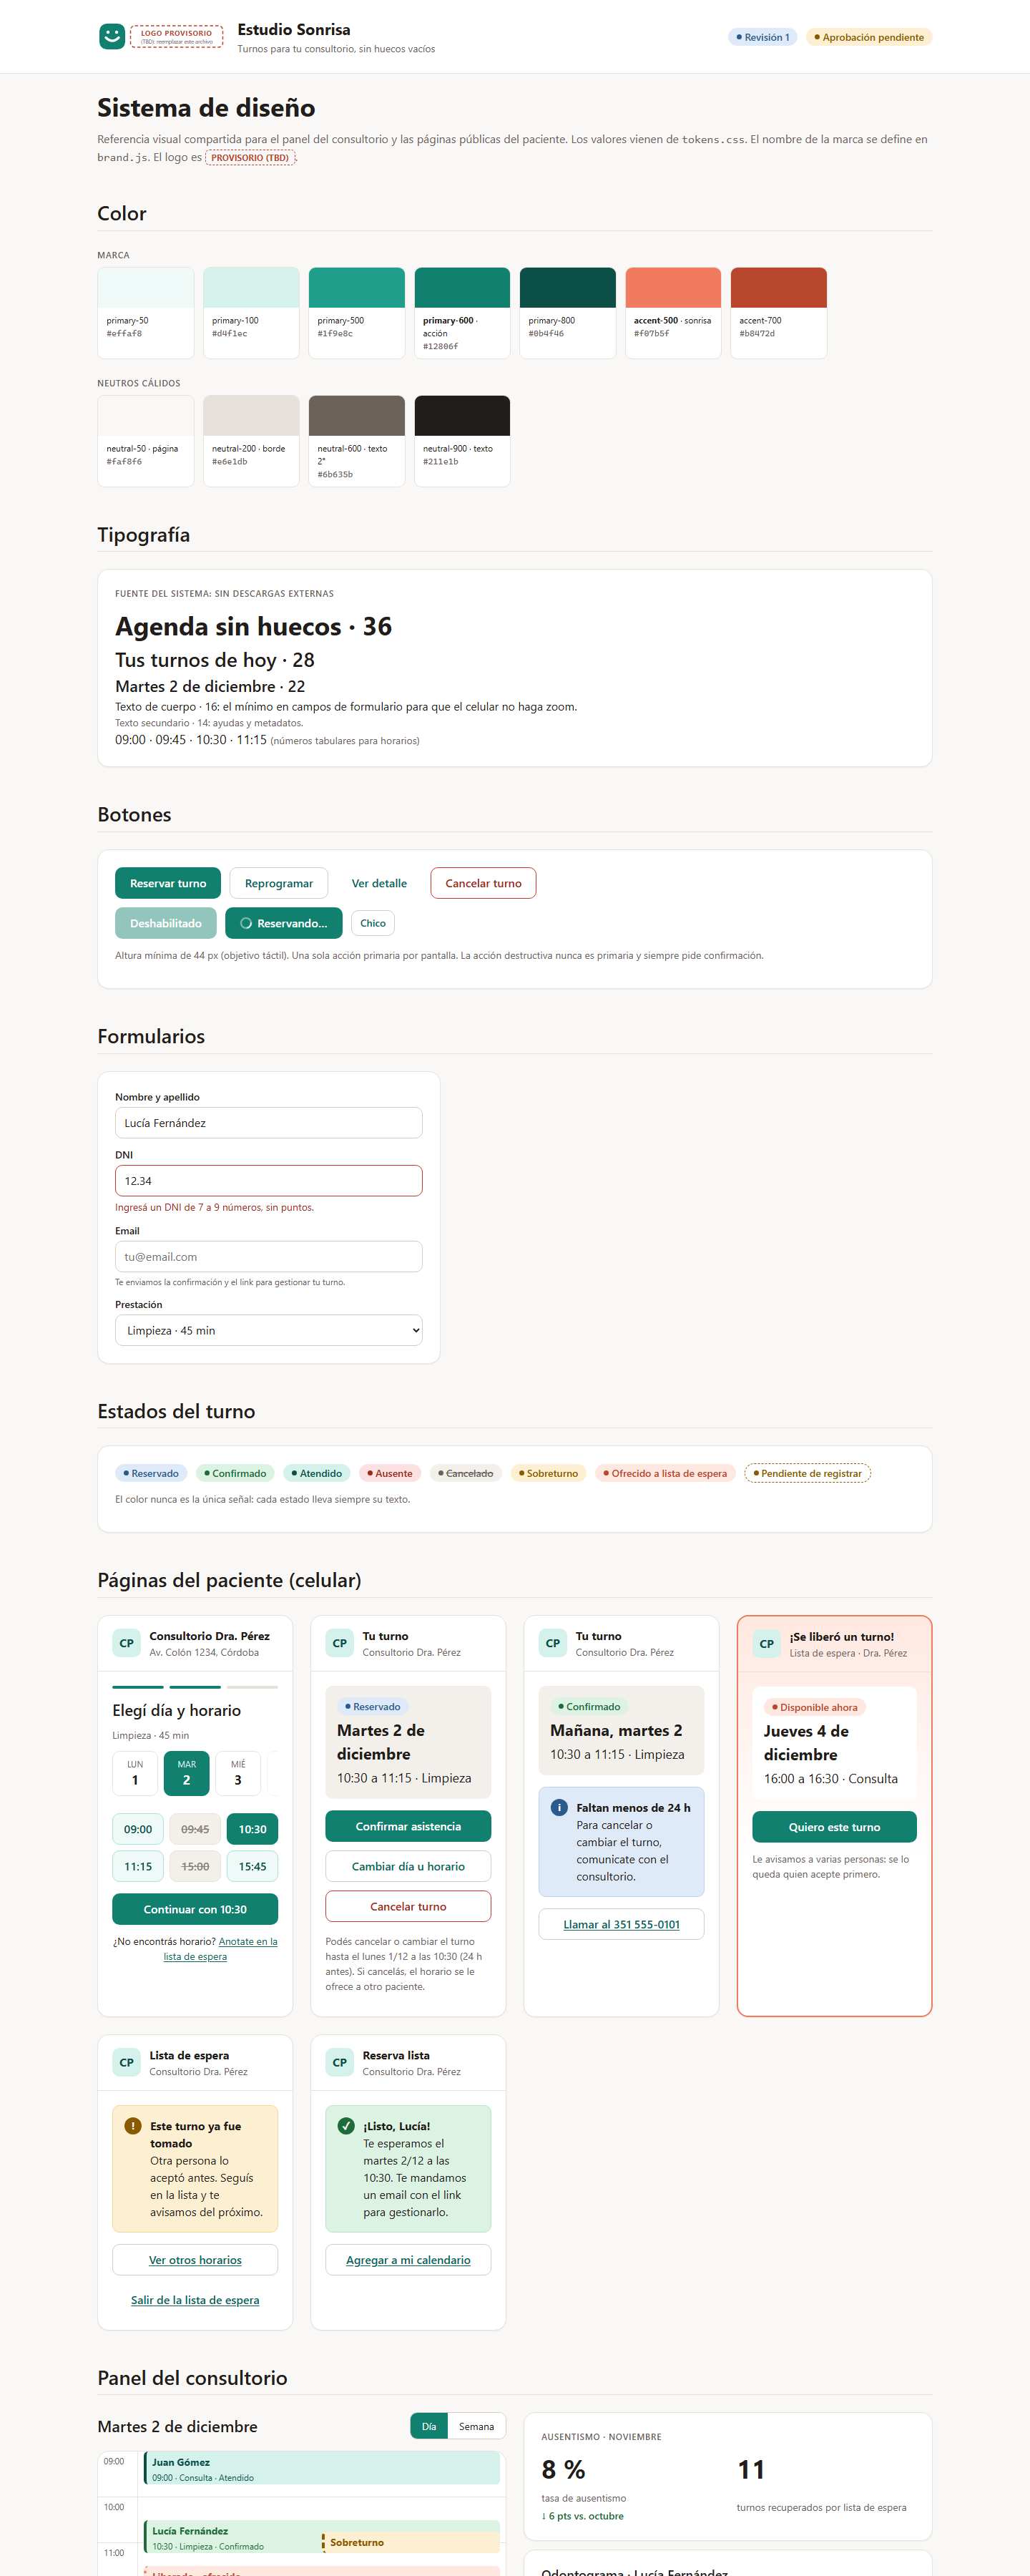 LOGO PROVISORIO
(TBD: reemplazar este archivo)
Estudio Sonrisa
Turnos para tu consultorio, sin huecos vacíos
Revisión 1
Aprobación pendiente
Sistema de diseño
Referencia visual compartida para el panel del consultorio y las páginas públicas del paciente. Los valores vienen de tokens.css. El nombre de la marca se define en
brand.js. El logo es PROVISORIO (TBD).
Color
MARCA
primary-50
#effaf8
primary-100
#d4f1ec
primary-500
#1f9e8c
primary-600 ·
acción
#12806f
primary-800
#0b4f46
accent-500 · sonrisa
#f07b5f
accent-700
#b8472d
NEUTROS CÁLIDOS
neutral-50 · página
#faf8f6
neutral-200 · borde
#e6e1db
neutral-600 · texto
2°
#6b635b
neutral-900 · texto
#211e1b
Tipografía
FUENTE DEL SISTEMA: SIN DESCARGAS EXTERNAS
Agenda sin huecos · 36
Tus turnos de hoy · 28
Martes 2 de diciembre · 22
Texto de cuerpo · 16: el mínimo en campos de formulario para que el celular no haga zoom.
Texto secundario · 14: ayudas y metadatos.
09:00 · 09:45 · 10:30 · 11:15 (números tabulares para horarios)
Botones
Reservar turno
Reprogramar
Ver detalle
Cancelar turno
Deshabilitado
Reservando...
Chico
Altura mínima de 44 px (objetivo táctil). Una sola acción primaria por pantalla. La acción destructiva nunca es primaria y siempre pide confirmación.
Formularios
Nombre y apellido
Lucía Fernández
DNI
12.34
Ingresá un DNI de 7 a 9 números, sin puntos.
Email
tu@email.com
Te enviamos la confirmación y el link para gestionar tu turno.
Prestación
Limpieza · 45 min
Estados del turno
Reservado
Confirmado
Atendido
Ausente
Cancelado
Sobreturno
Ofrecido a lista de espera
Pendiente de registrar
El color nunca es la única señal: cada estado lleva siempre su texto.
Páginas del paciente (celular)
CP
Consultorio Dra. Pérez
Av. Colón 1234, Córdoba
Elegí día y horario
Limpieza · 45 min
LUN
1
MAR
2
MIÉ
3
09:00
09:45
10:30
11:15
15:00
15:45
Continuar con 10:30
¿No encontrás horario? Anotate en la
lista de espera
CP
Tu turno
Consultorio Dra. Pérez
Reservado
Martes 2 de
diciembre
10:30 a 11:15 · Limpieza
Confirmar asistencia
Cambiar día u horario
Cancelar turno
Podés cancelar o cambiar el turno
hasta el lunes 1/12 a las 10:30 (24 h
antes). Si cancelás, el horario se le
ofrece a otro paciente.
CP
Tu turno
Consultorio Dra. Pérez
Confirmado
Mañana, martes 2
10:30 a 11:15 · Limpieza
i
Faltan menos de 24 h
Para cancelar o
cambiar el turno,
comunicate con el
consultorio.
Llamar al 351 555-0101
CP
¡Se liberó un turno!
Lista de espera · Dra. Pérez
Disponible ahora
Jueves 4 de
diciembre
16:00 a 16:30 · Consulta
Quiero este turno
Le avisamos a varias personas: se lo
queda quien acepte primero.
CP
Lista de espera
Consultorio Dra. Pérez
!
Este turno ya fue
tomado
Otra persona lo
aceptó antes. Seguís
en la lista y te
avisamos del próximo.
Ver otros horarios
Salir de la lista de espera
CP
Reserva lista
Consultorio Dra. Pérez
¡Listo, Lucía!
Te esperamos el
martes 2/12 a las
10:30. Te mandamos
un email con el link
para gestionarlo.
Agregar a mi calendario
Panel del consultorio
Martes 2 de diciembre
Día
Semana
09:00
Juan Gómez
09:00 · Consulta · Atendido
10:00
Lucía Fernández
10:30 · Limpieza · Confirmado
Sobreturno
11:00
Liberado · ofrecido
AUSENTISMO · NOVIEMBRE
8 %
tasa de ausentismo
↓ 6 pts vs. octubre
11
turnos recuperados por lista de espera
Odontograma · Lucía Fernández